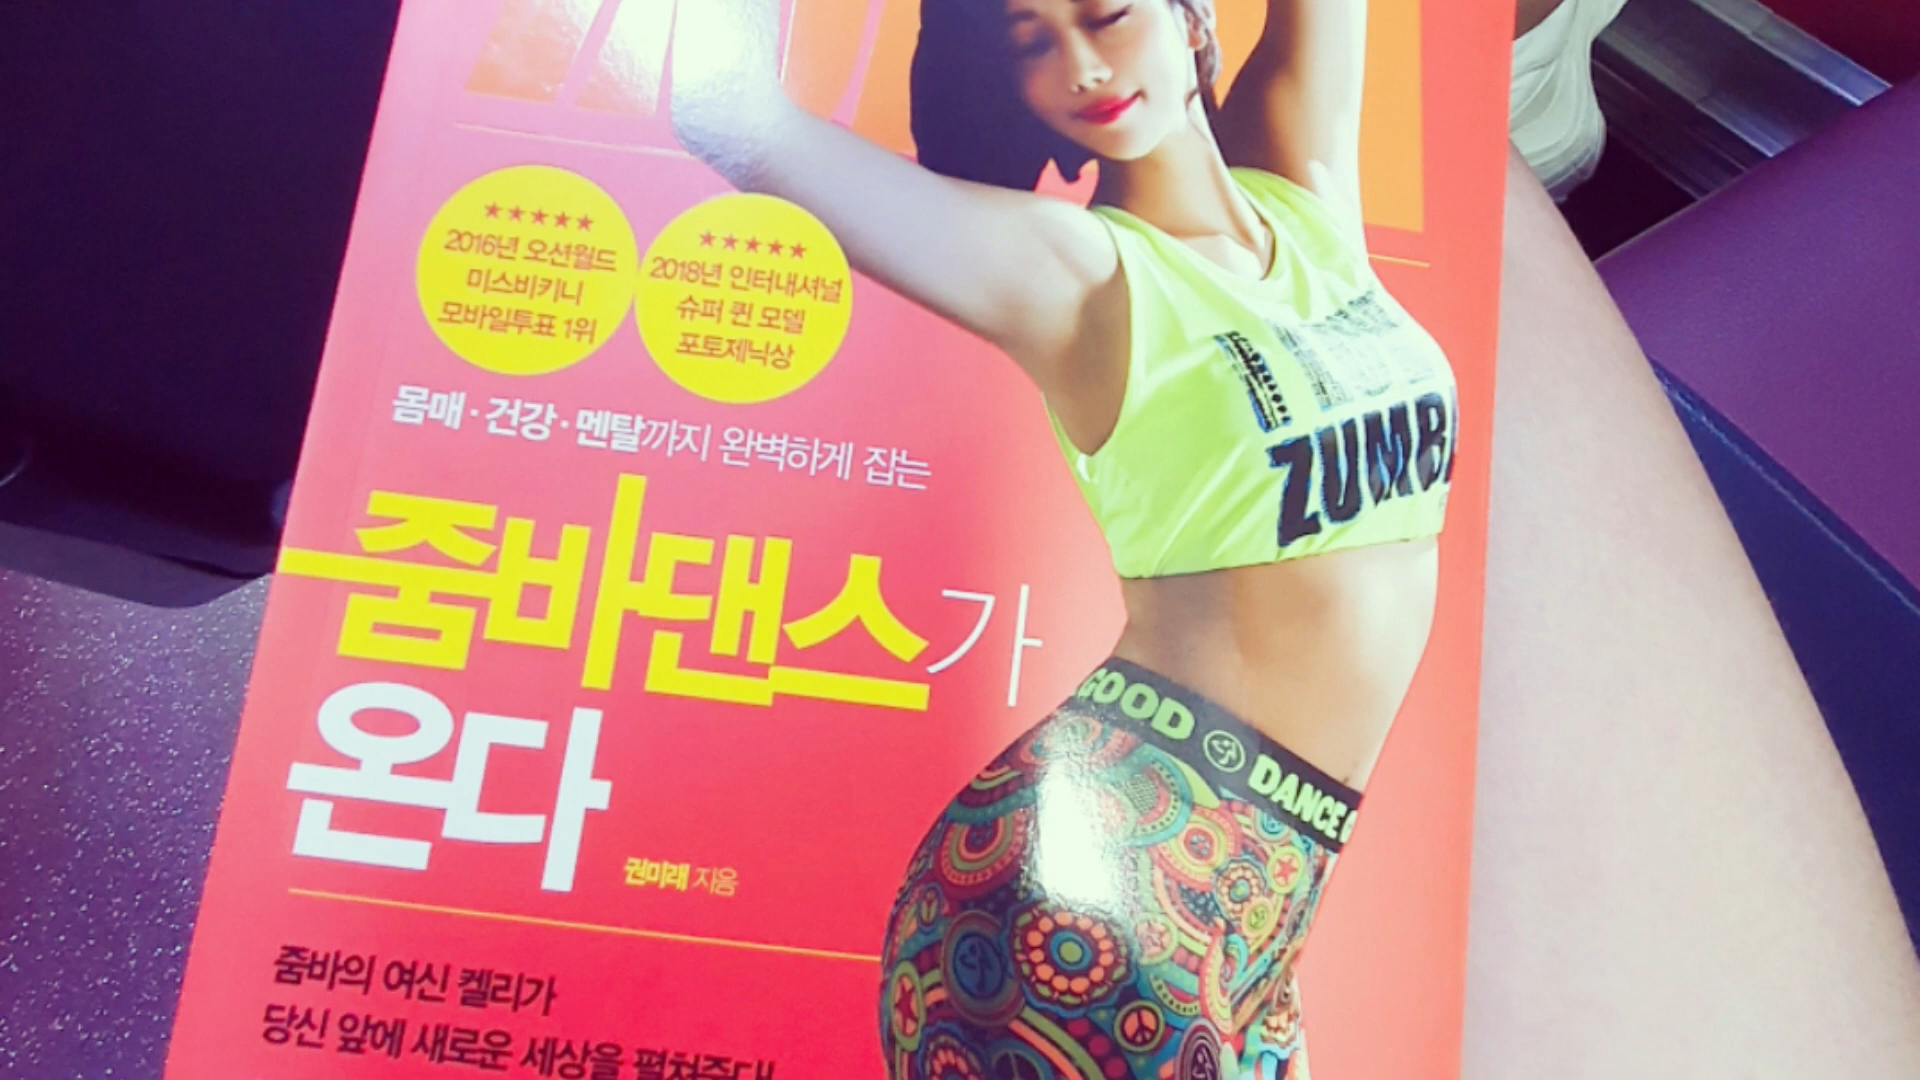 ★★★★★
2016년 오션월드
미스비키니
모바일투표 1위
★★★★★
2018년 인터내셔널
슈퍼 퀸 모델
포토제닉상
몸매·건강·멘탈까지 완벽하게 잡는
줌바댄스가
온다
권미래 지음
줌바의 여신 켈리가
당신 앞에 새로운 세상을 펼쳐준다!
ZUMB
GOOD
DANCE